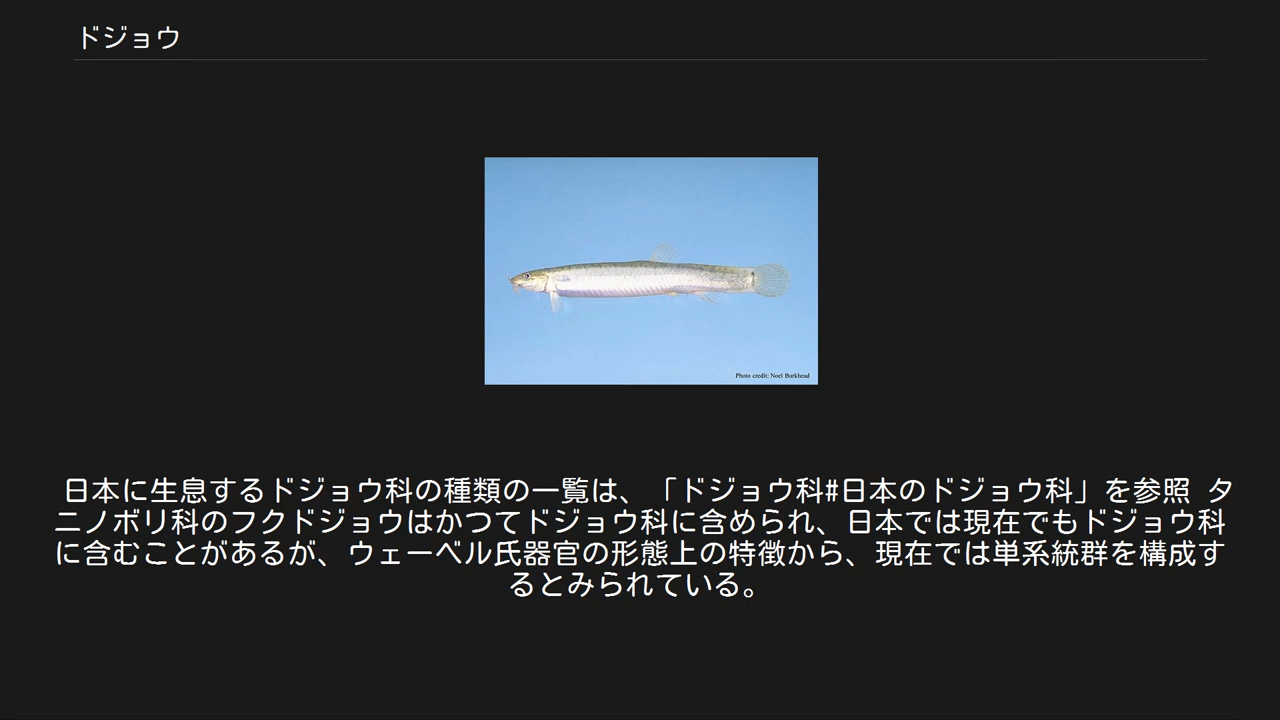 ドジョウ
Photo credit: Noel Burkhead
日本に生息するドジョウ科の種類の一覧は、「ドジョウ科#日本のドジョウ科」を参照 タ
ニノボリ科のフクドジョウはかつてドジョウ科に含められ、日本では現在でもドジョウ科
に含むことがあるが、ウェーベル氏器官の形態上の特徴から、現在では単系統群を構成す
るとみられている。